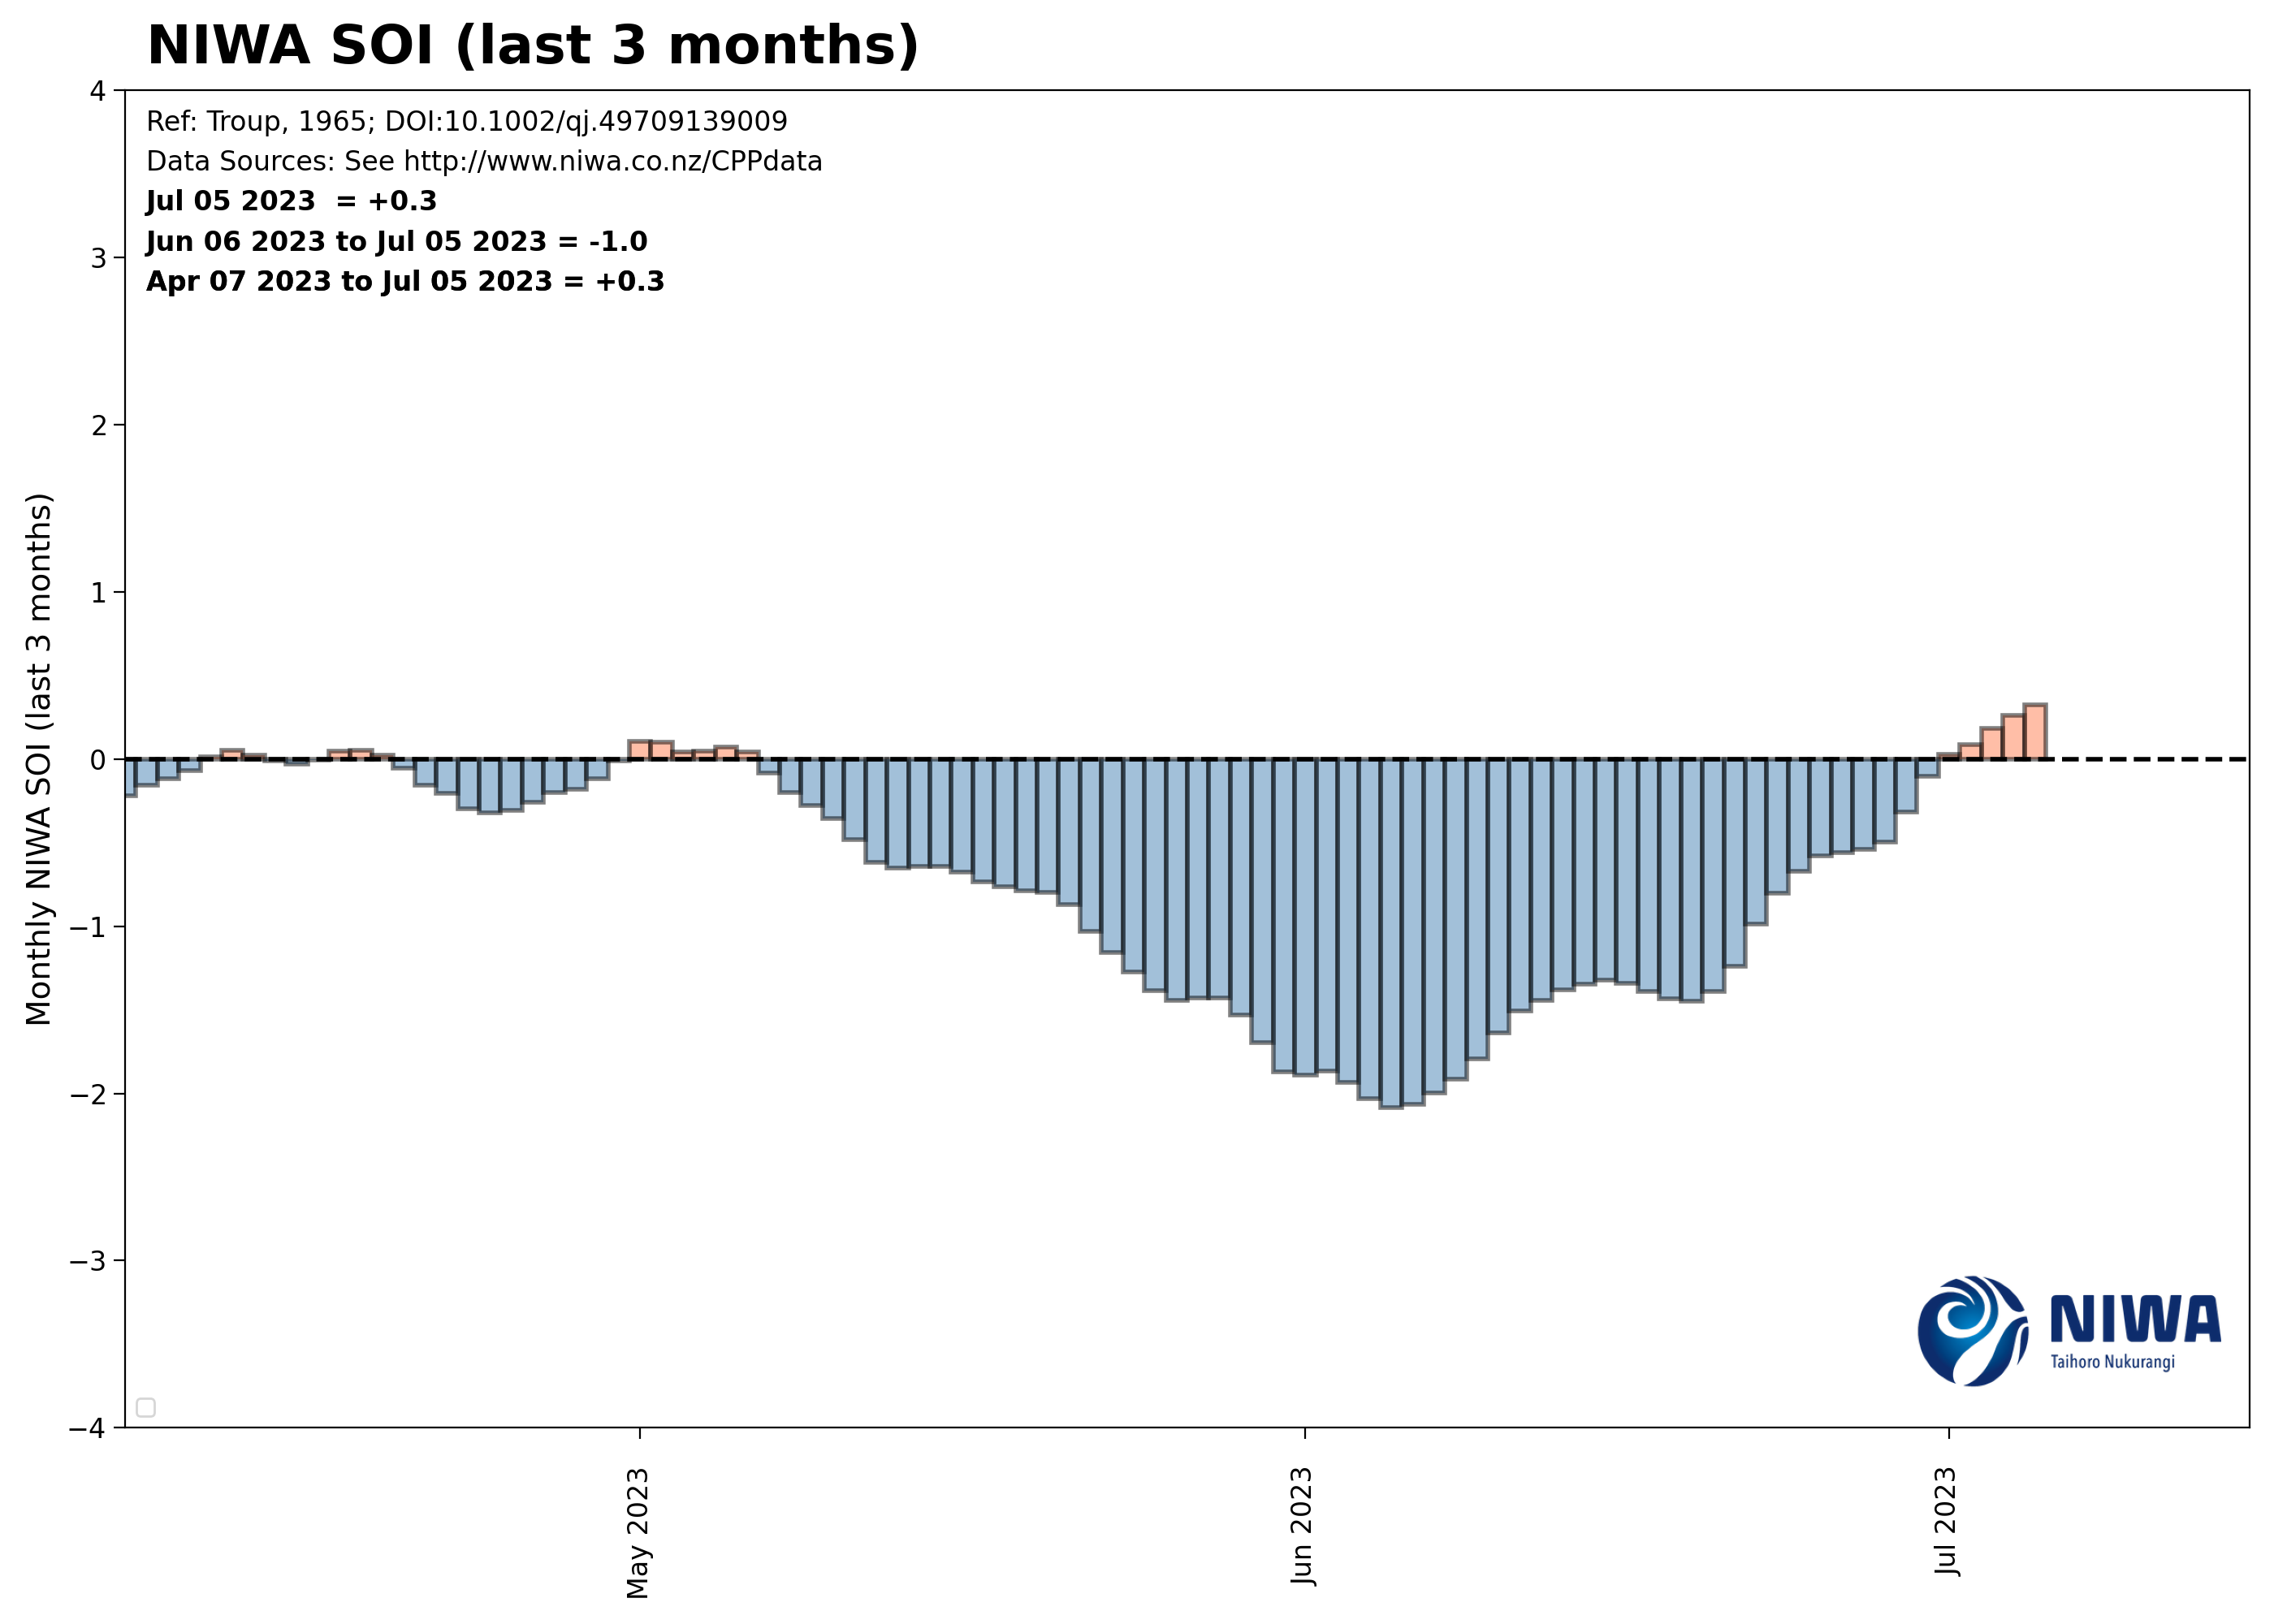 NIWA SOI (last 3 months)
Ref: Troup, 1965; DOI:10.1002/qj.49709139009
Data Sources: See http://www.niwa.co.nz/CPPdata
Jul 05 2023  = +0.3
Jun 06 2023 to Jul 05 2023 = -1.0
Apr 07 2023 to Jul 05 2023 = +0.3
Monthly NIWA SOI (last 3 months)
4
3
2
1
0
−1
−2
−3
−4
NIWA
Taihoro Nukurangi
May 2023
Jun 2023
Jul 2023